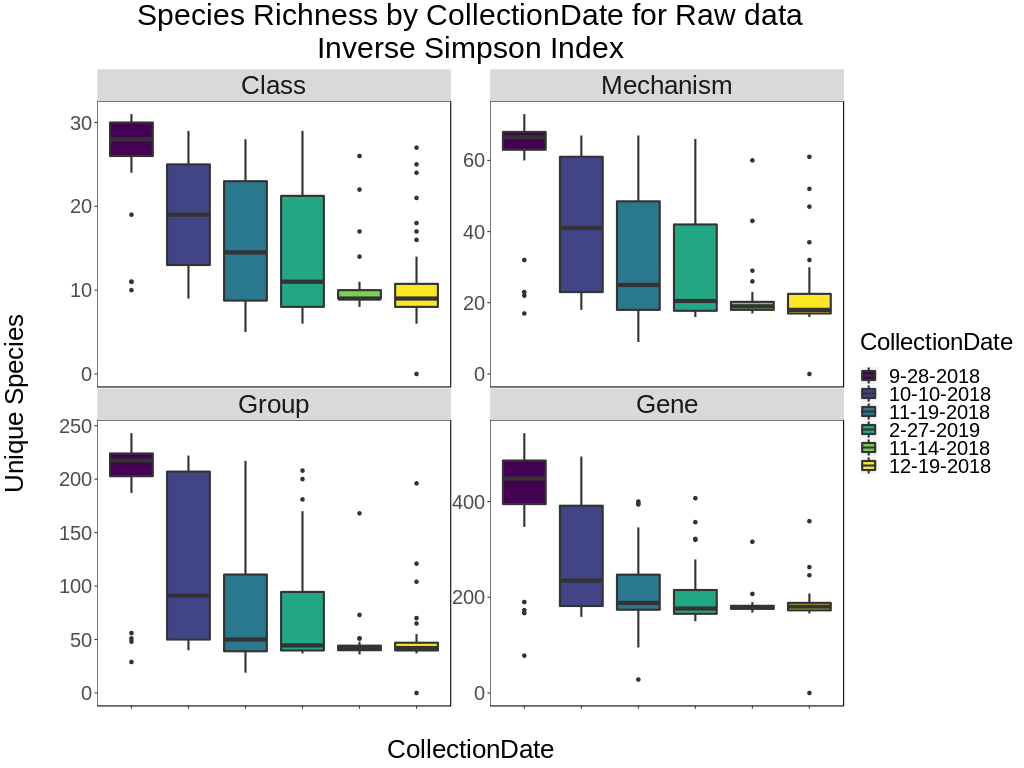 Species Richness by CollectionDate for Raw data
Inverse Simpson Index
Class
Mechanism
30
20
10
0
60
40
20
0
Group
Gene
250
200
150
100
50
0
400
200
0
Unique Species
CollectionDate
CollectionDate
9-28-2018
10-10-2018
11-19-2018
2-27-2019
11-14-2018
12-19-2018